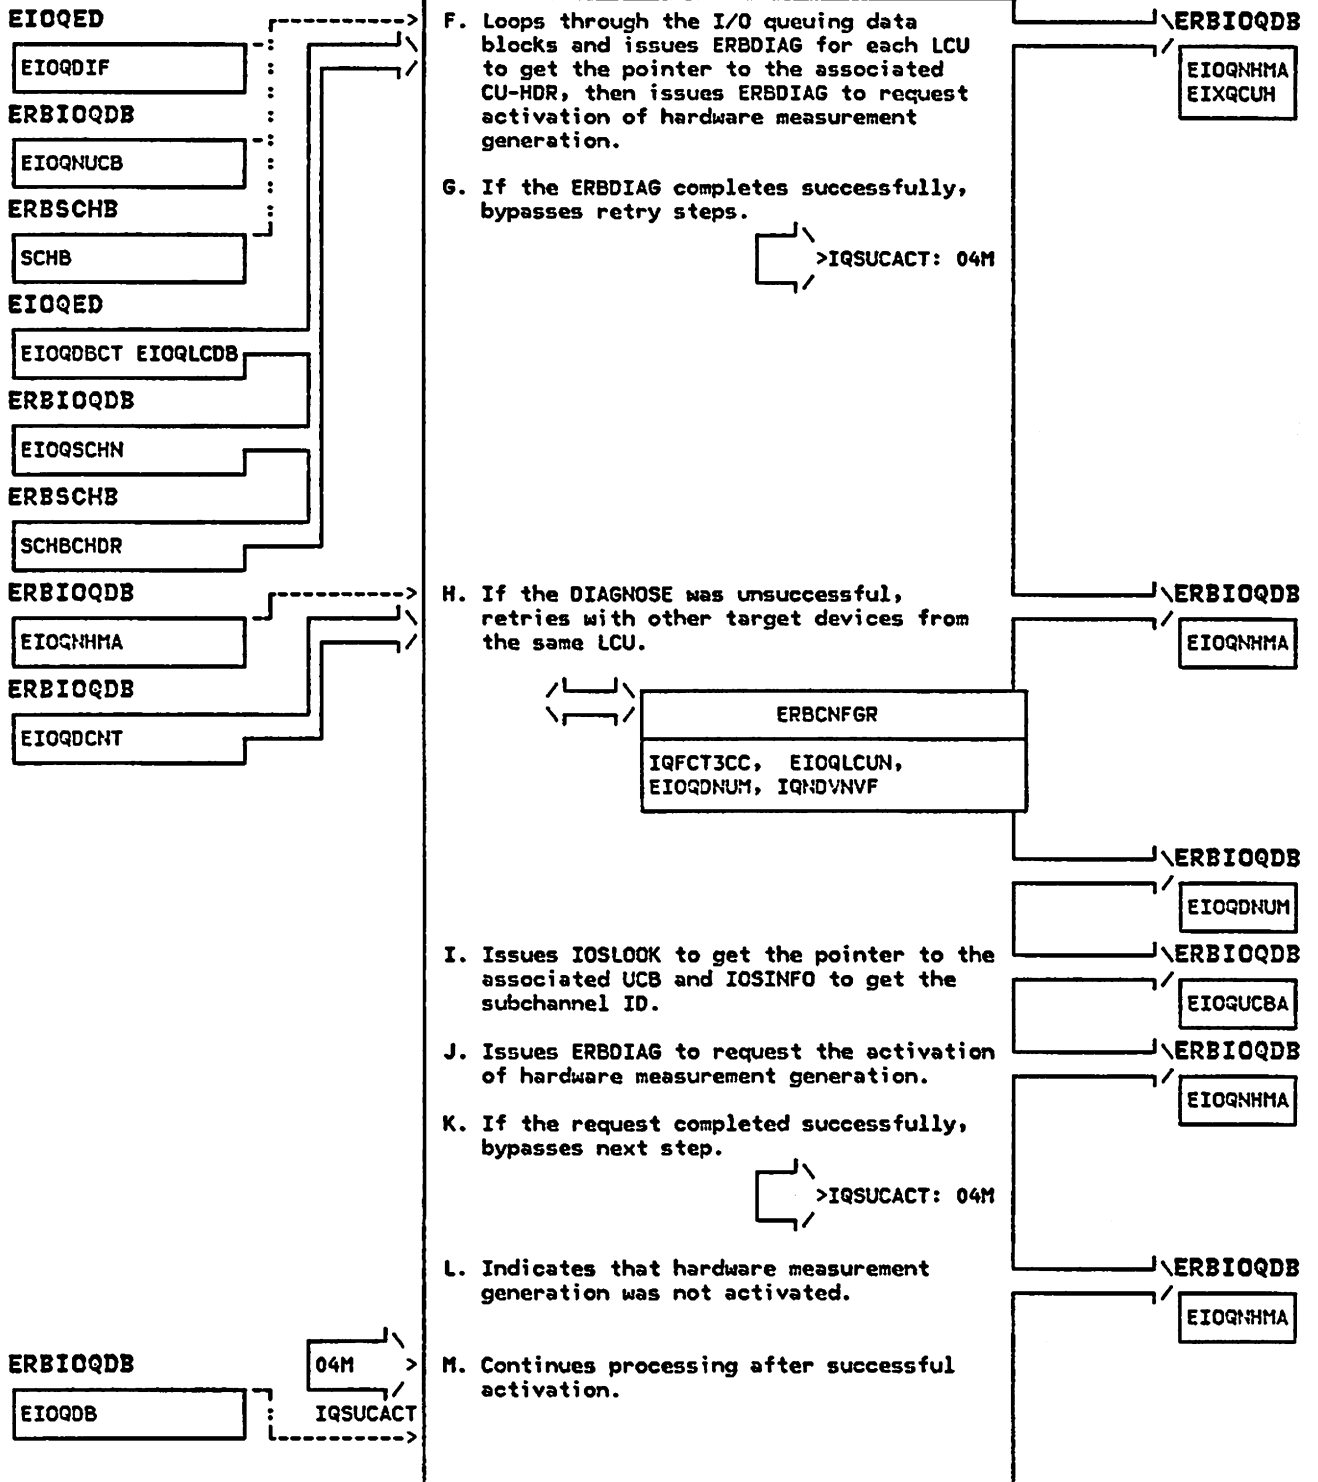 EIOQED
EIOQDIF
ERBIOQDB
EIOQNUCB
ERBSCHB
SCHB
EIOQED
EIOQDBCT EIOQLCDB
ERBIOQDB
EIOQSCHN
ERBSCHB
SCHBCHDR
ERBIOQDB
EIOQNHMA
ERBIOQDB
EIOQDCNT
ERBIOQDB
EIOQDB
04M
IQSUCACT
F. Loops through the I/O queuing data
blocks and issues ERBDIAG for each LCU
to get the pointer to the associated
CU-HDR, then issues ERBDIAG to request
activation of hardware measurement
generation.
G. If the ERBDIAG completes successfully,
bypasses retry steps.
>IQSUCACT: 04M
H. If the DIAGNOSE was unsuccessful,
retries with other target devices from
the same LCU.
ERBCNFGR
IQFCT3CC, EIOQLCUN,
EIOQDNUM, IQNDVNVF
I. Issues IOSLOOK to get the pointer to the
associated UCB and IOSINFO to get the
subchannel ID.
J. Issues ERBDIAG to request the activation
of hardware measurement generation.
K. If the request completed successfully,
bypasses next step.
>IQSUCACT: 04M
L. Indicates that hardware measurement
generation was not activated.
M. Continues processing after successful
activation.
ERBIOQDB
EIOQNHMA
EIXQCUH
ERBIOQDB
EIOQNHMA
ERBIOQDB
EIOQDNUM
ERBIOQDB
EIOQUCBA
ERBIOQDB
EIOQNHMA
ERBIOQDB
EIOQNHMA